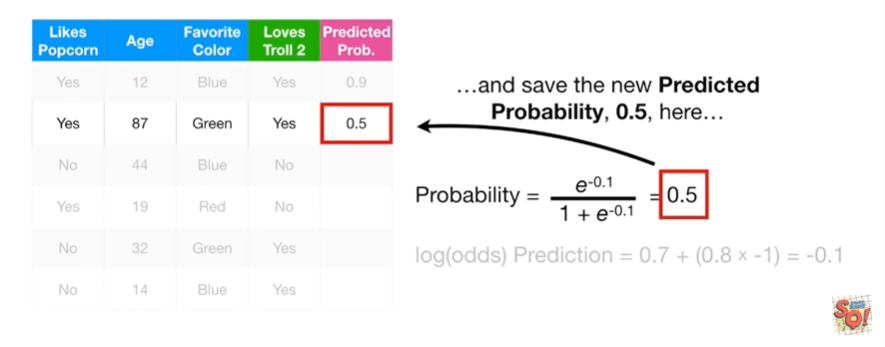 Likes Popcorn Age Favorite Color Loves Troll 2 Predicted Prob.
Yes 12 Blue Yes 0.9
Yes 87 Green Yes 0.5
No 44 Blue No
Yes 19 Red No
No 32 Green Yes
No 14 Blue Yes
…and save the new Predicted
Probability, 0.5, here…
Probability = e^-0.1 / 1 + e^-0.1 = 0.5
log(odds) Prediction = 0.7 + (0.8 × -1) = -0.1
SQ!